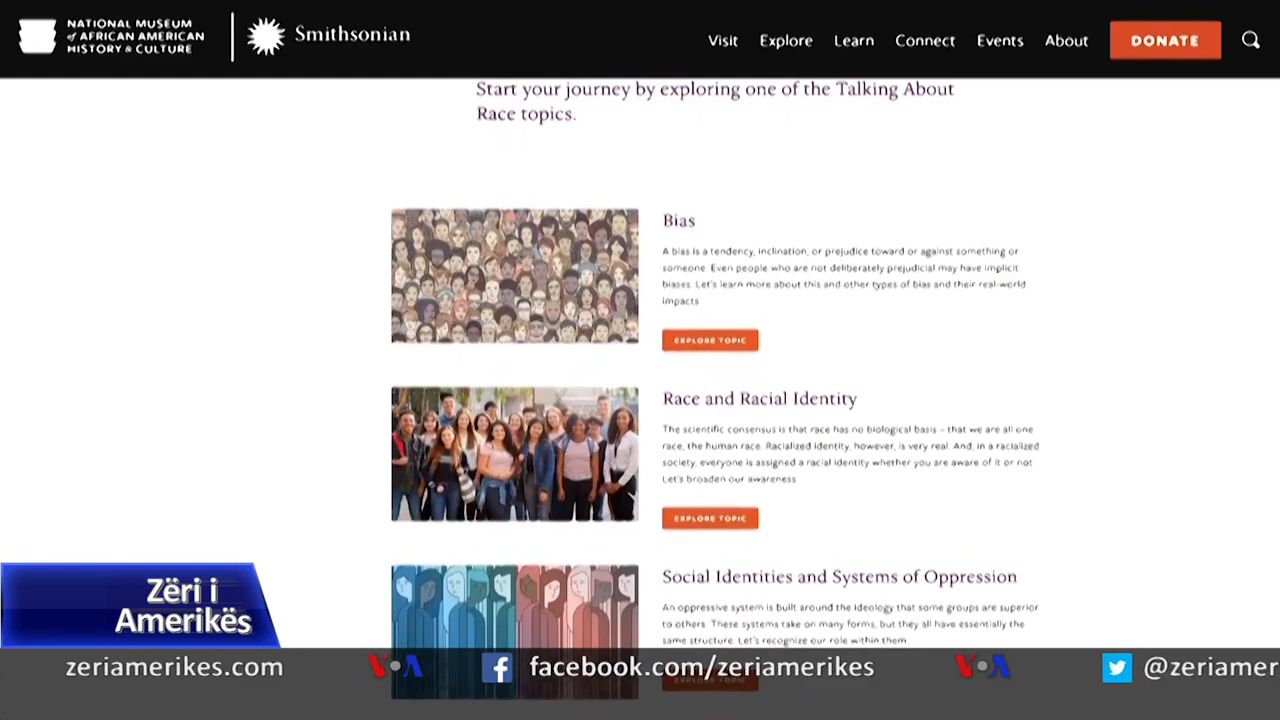 NATIONAL MUSEUM
of AFRICAN AMERICAN
HISTORY & CULTURE
Smithsonian
Visit Explore Learn Connect Events About DONATE
Start your journey by exploring one of the Talking About
Race topics.
Bias
A bias is a tendency, inclination, or prejudice toward or against something or
someone. Even people who are not deliberately prejudicial may have implicit
biases. Let's learn more about this and other types of bias and their real-world
impacts
EXPLORE TOPIC
Race and Racial Identity
The scientific consensus is that race has no biological basis – that we are all one
race, the human race. Racialized identity, however, is very real. And, in a racialized
society, everyone is assigned a racial identity whether you are aware of it or not
Let's broaden our awareness
EXPLORE TOPIC
Social Identities and Systems of Oppression
An oppressive system is built around the ideology that some groups are superior
to others. These systems take on many forms, but they all have essentially the
same structure. Let's recognize our role within them
EXPLORE TOPIC
Zëri i
Amerikës
zeriamerikes.com VOA facebook.com/zeriamerikes VOA @zeriamer